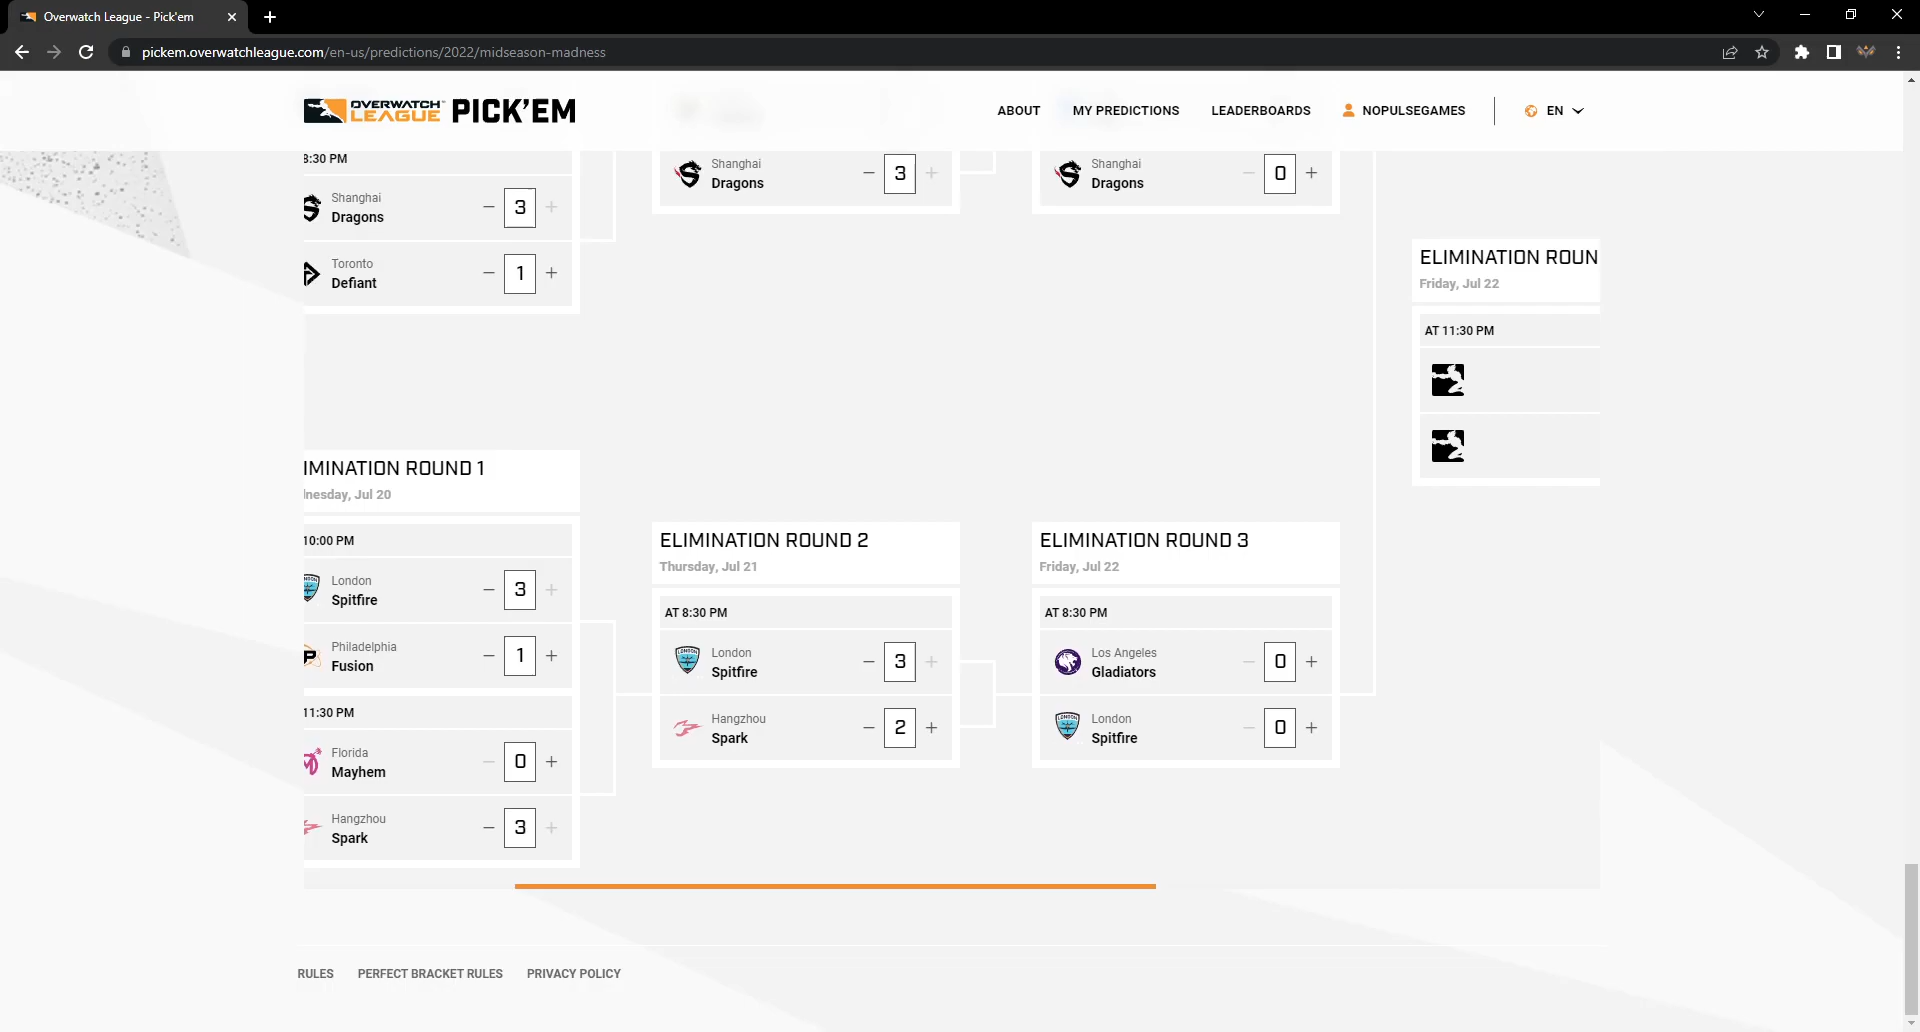 Overwatch League - Pick'em
pickem.overwatchleague.com/en-us/predictions/2022/midseason-madness
OVERWATCH LEAGUE PICK'EM
ABOUT
MY PREDICTIONS
LEADERBOARDS
NOPULSEGAMES
EN
8:30 PM
Shanghai
Dragons
3
Toronto
Defiant
1
Shanghai
Dragons
3
Shanghai
Dragons
0
ELIMINATION ROUN
Friday, Jul 22
AT 11:30 PM
IMINATION ROUND 1
nesday, Jul 20
10:00 PM
London
Spitfire
3
Philadelphia
Fusion
1
11:30 PM
Florida
Mayhem
0
Hangzhou
Spark
3
ELIMINATION ROUND 2
Thursday, Jul 21
AT 8:30 PM
London
Spitfire
3
Hangzhou
Spark
2
ELIMINATION ROUND 3
Friday, Jul 22
AT 8:30 PM
Los Angeles
Gladiators
0
London
Spitfire
0
RULES
PERFECT BRACKET RULES
PRIVACY POLICY